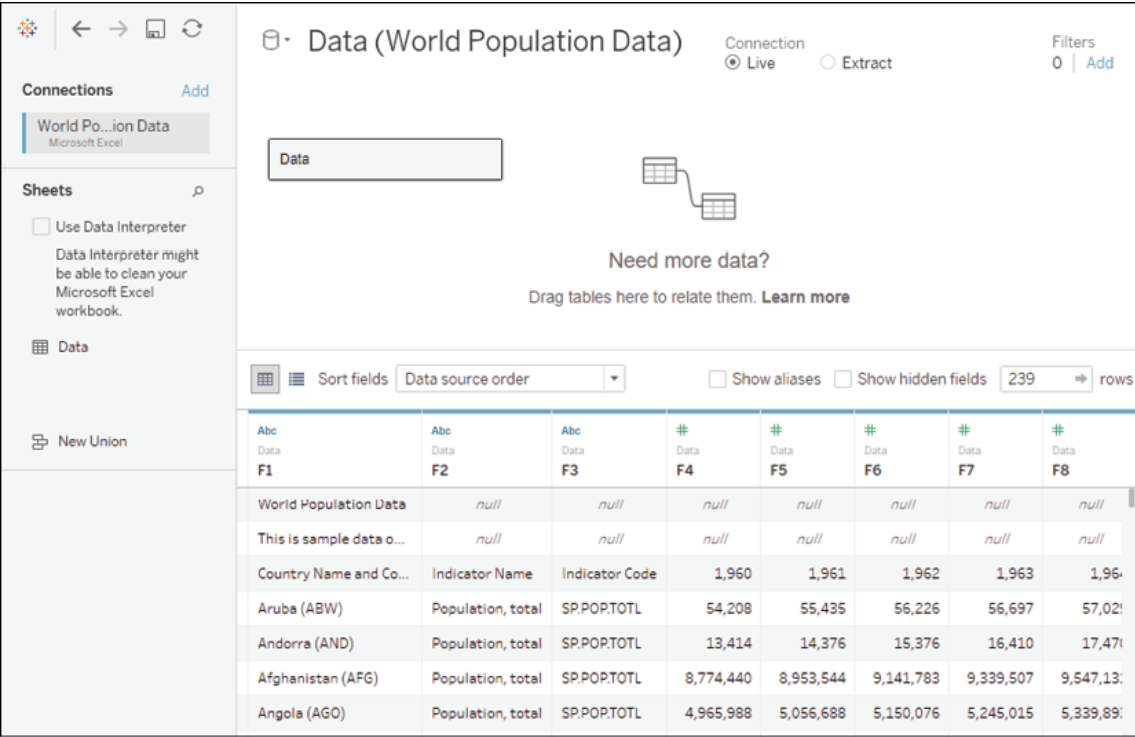 Data (World Population Data)
Connection
Live
Extract
Filters
0 | Add
Connections Add
World Po...ion Data
Microsoft Excel
Sheets
Use Data Interpreter
Data Interpreter might
be able to clean your
Microsoft Excel
workbook.
Data
New Union
Data
Need more data?
Drag tables here to relate them. Learn more
Sort fields Data source order Show aliases Show hidden fields 239 rows
Abc Abc Abc # # # # #
Data Data Data Data Data Data Data Data
F1 F2 F3 F4 F5 F6 F7 F8
World Population Data null null null null null null null
This is sample data o... null null null null null null null
Country Name and Co... Indicator Name Indicator Code 1,960 1,961 1,962 1,963
Aruba (ABW) Population, total SP.POP.TOTL 54,208 55,435 56,226 56,697
Andorra (AND) Population, total SP.POP.TOTL 13,414 14,376 15,376 16,410
Afghanistan (AFG) Population, total SP.POP.TOTL 8,774,440 8,953,544 9,141,783 9,339,507
Angola (AGO) Population, total SP.POP.TOTL 4,965,988 5,056,688 5,150,076 5,245,015